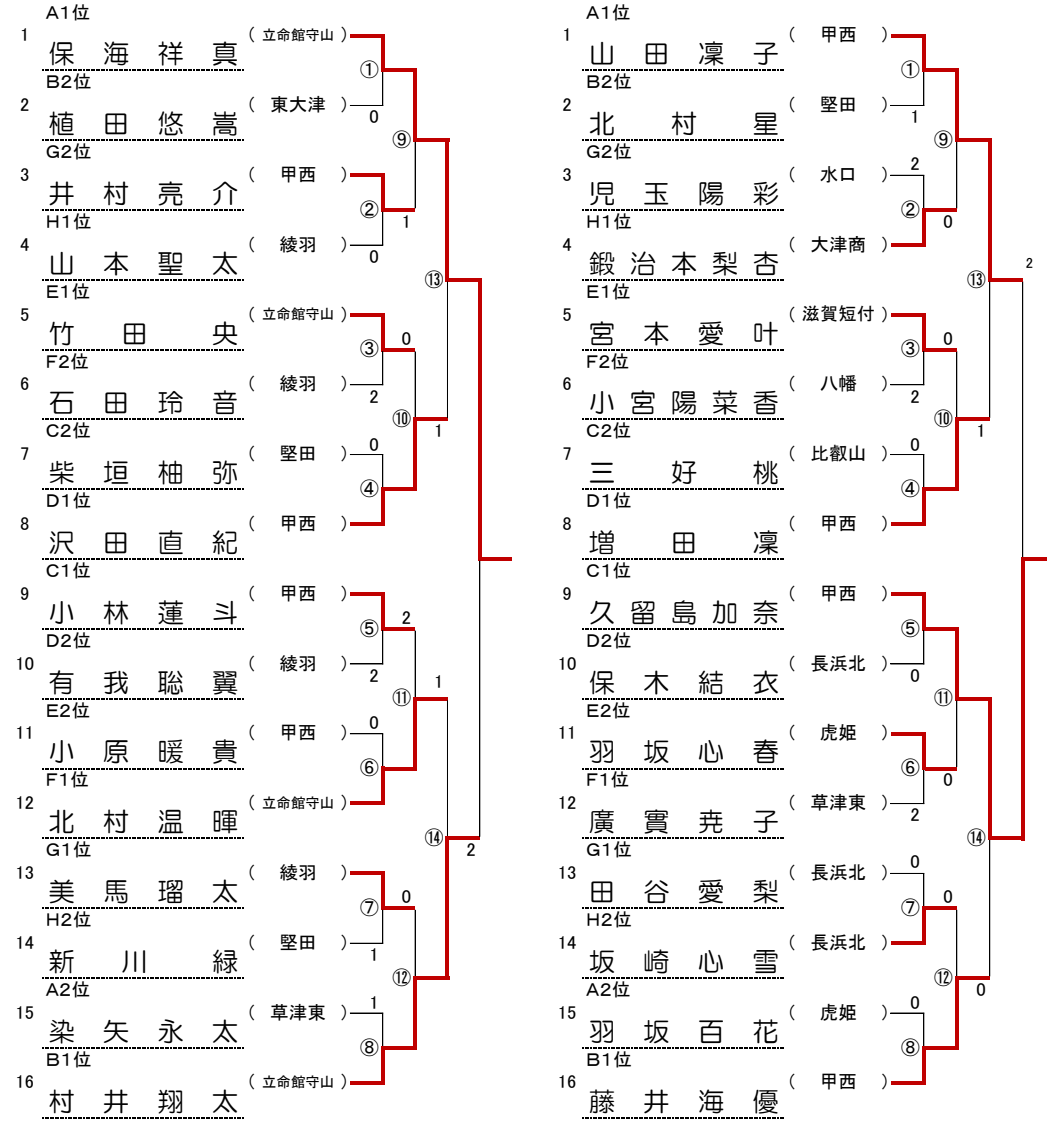 A1位
1 保海祥真 （ 立命館守山 ）
①
B2位
2 植田悠嵩 （ 東大津 ） 0
⑨
G2位
3 井村亮介 （ 甲西 ）
② 1
H1位
4 山本聖太 （ 綾羽 ） 0
⑬
E1位
5 竹田央 （ 立命館守山 ）
③ 0
F2位
6 石田玲音 （ 綾羽 ） 2
⑩ 1
C2位
7 柴垣柚弥 （ 堅田 ） 0
④
D1位
8 沢田直紀 （ 甲西 ）
C1位
9 小林蓮斗 （ 甲西 ）
⑤ 2
D2位
10 有我聡翼 （ 綾羽 ） 2
⑪ 1
E2位
11 小原暖貴 （ 甲西 ） 0
⑥
F1位
12 北村温暉 （ 立命館守山 ）
⑭ 2
G1位
13 美馬瑠太 （ 綾羽 ）
⑦ 0
H2位
14 新川緑 （ 堅田 ） 1
⑫
A2位
15 染矢永太 （ 草津東 ） 1
⑧
B1位
16 村井翔太 （ 立命館守山 ）
A1位
1 山田凜子 （ 甲西 ）
①
B2位
2 北村星 （ 堅田 ） 1
⑨
G2位
3 児玉陽彩 （ 水口 ） 2
② 0
H1位
4 鍛治本梨杏 （ 大津商 ）
⑬ 2
E1位
5 宮本愛叶 （ 滋賀短付 ）
③ 0
F2位
6 小宮陽菜香 （ 八幡 ） 2
⑩ 1
C2位
7 三好桃 （ 比叡山 ） 0
④
D1位
8 増田凜 （ 甲西 ）
C1位
9 久留島加奈 （ 甲西 ）
⑤
D2位
10 保木結衣 （ 長浜北 ） 0
⑪
E2位
11 羽坂心春 （ 虎姫 ）
⑥ 0
F1位
12 廣實尭子 （ 草津東 ） 2
⑭
G1位
13 田谷愛梨 （ 長浜北 ） 0
⑦ 0
H2位
14 坂崎心雪 （ 長浜北 ）
⑫ 0
A2位
15 羽坂百花 （ 虎姫 ） 0
⑧
B1位
16 藤井海優 （ 甲西 ）